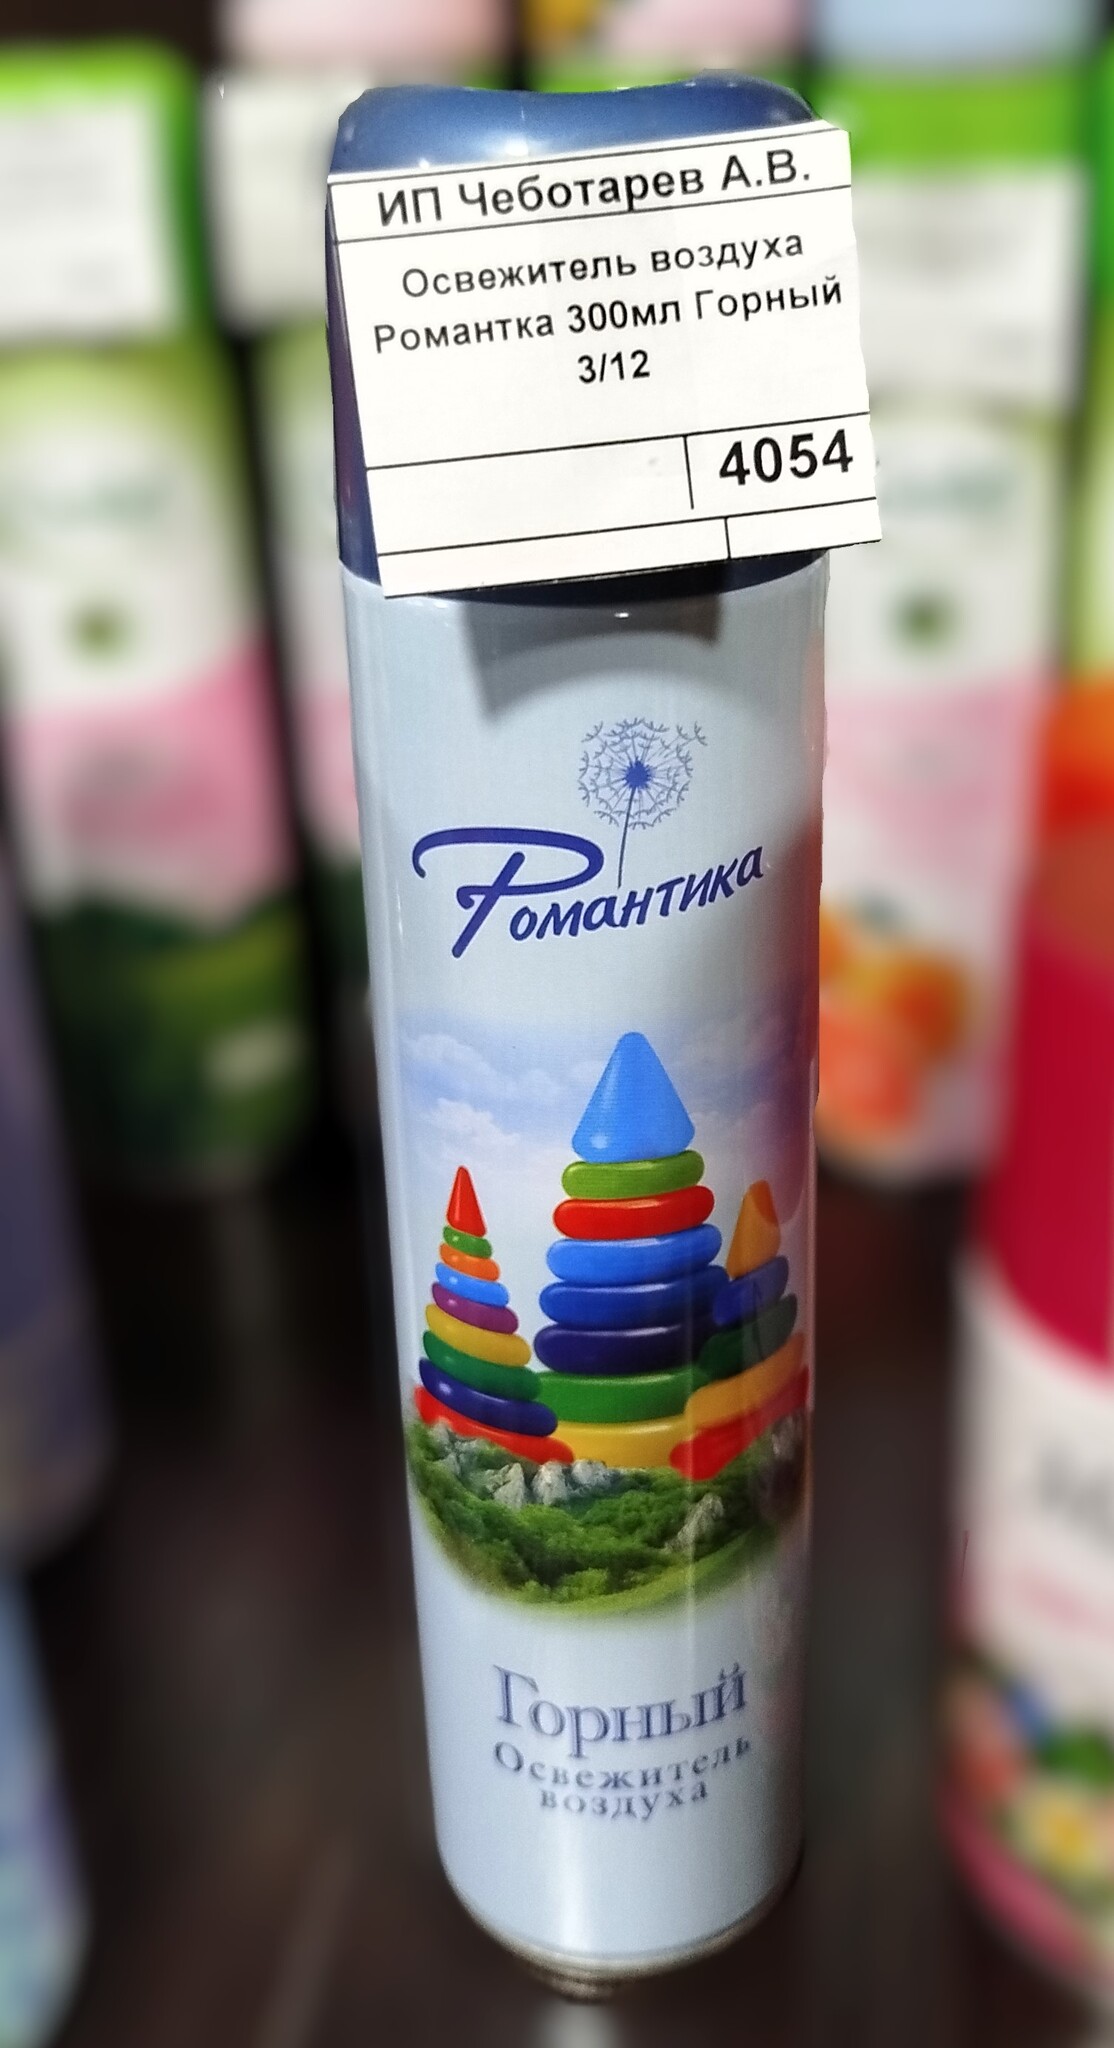 ИП Чеботарев А.В.
Освежитель воздуха
Романтка 300мл Горный
3/12
4054
Романтика
Горный
Освежитель
воздуха